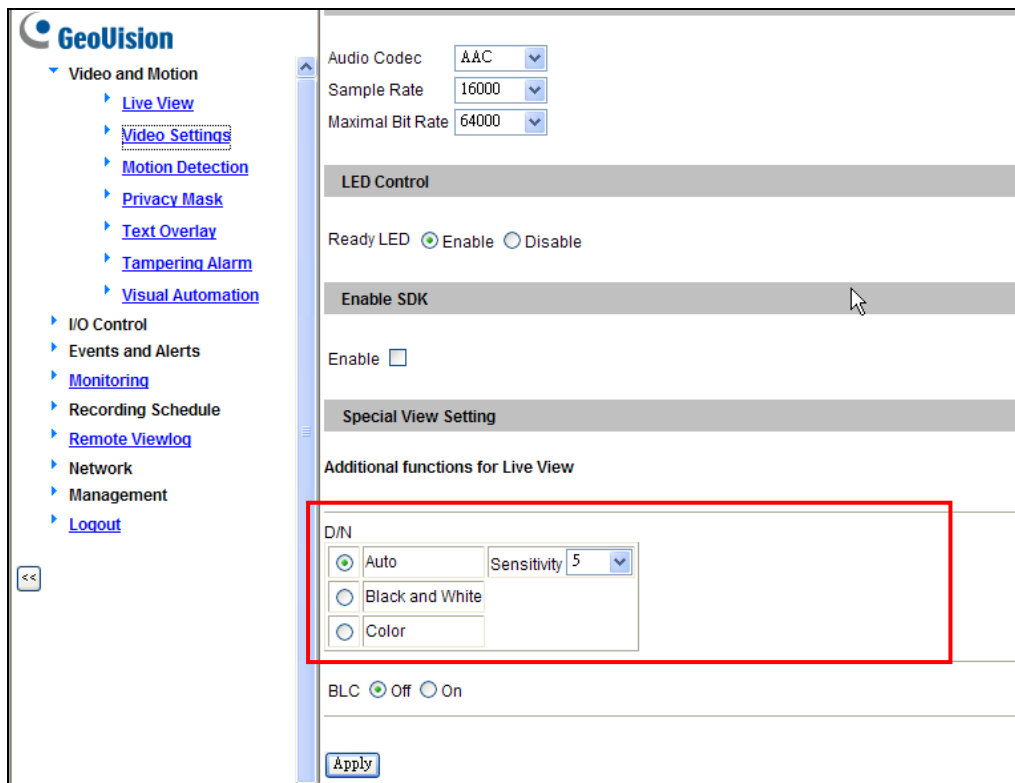 GeoVision
Video and Motion
Live View
Video Settings
Motion Detection
Privacy Mask
Text Overlay
Tampering Alarm
Visual Automation
I/O Control
Events and Alerts
Monitoring
Recording Schedule
Remote Viewlog
Network
Management
Logout
<<
Audio Codec AAC
Sample Rate 16000
Maximal Bit Rate 64000
LED Control
Ready LED Enable Disable
Enable SDK
Enable
Special View Setting
Additional functions for Live View
D/N
Auto Sensitivity 5
Black and White
Color
BLC Off On
Apply